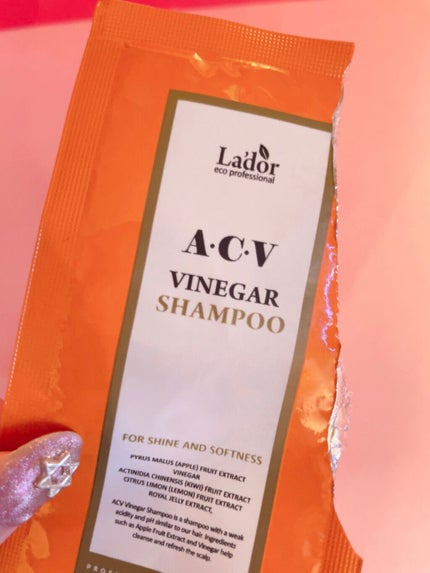 La'dor
eco professional
A·C·V
VINEGAR
SHAMPOO
FOR SHINE AND SOFTNESS
PYRUS MALUS (APPLE) FRUIT EXTRACT
VINEGAR
ACTINIDIA CHINENSIS (KIWI) FRUIT EXTRACT
CITRUS LIMON (LEMON) FRUIT EXTRACT
ROYAL JELLY EXTRACT,
ACV Vinegar Shampoo is a shampoo with a weak
acidity and pH similar to our hair. Ingredients
such as Apple Fruit Extract and Vinegar help
cleanse and refresh the scalp.